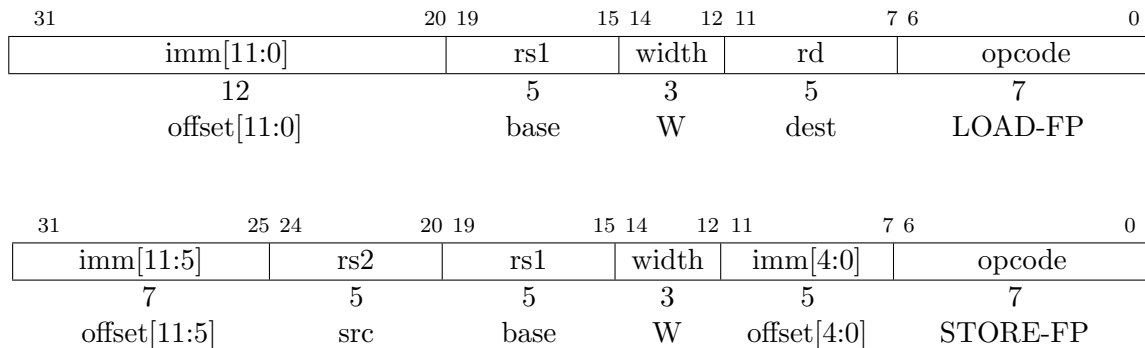 31 20 19 15 14 12 11 7 6 0
imm[11:0] rs1 width rd opcode
12 5 3 5 7
offset[11:0] base W dest LOAD-FP
31 25 24 20 19 15 14 12 11 7 6 0
imm[11:5] rs2 rs1 width imm[4:0] opcode
7 5 5 3 5 7
offset[11:5] src base W offset[4:0] STORE-FP